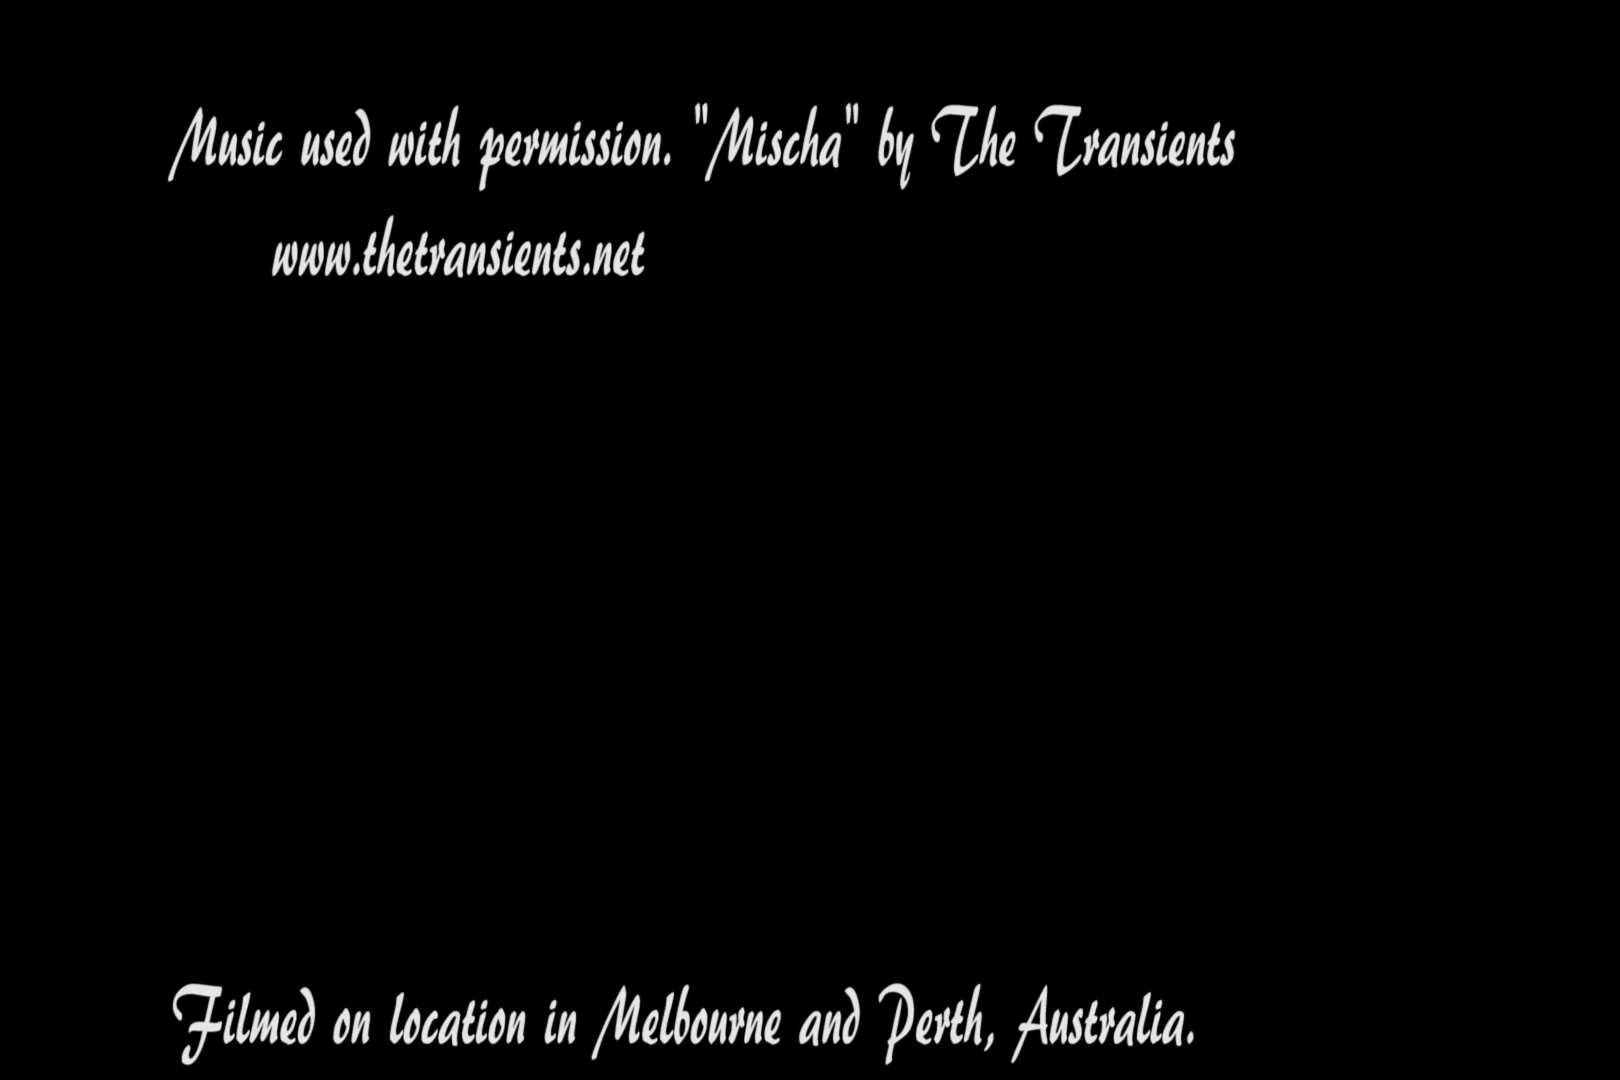 Music used with permission. "Mischa" by The Transients
www.thetransients.net
Filmed on location in Melbourne and Perth, Australia.